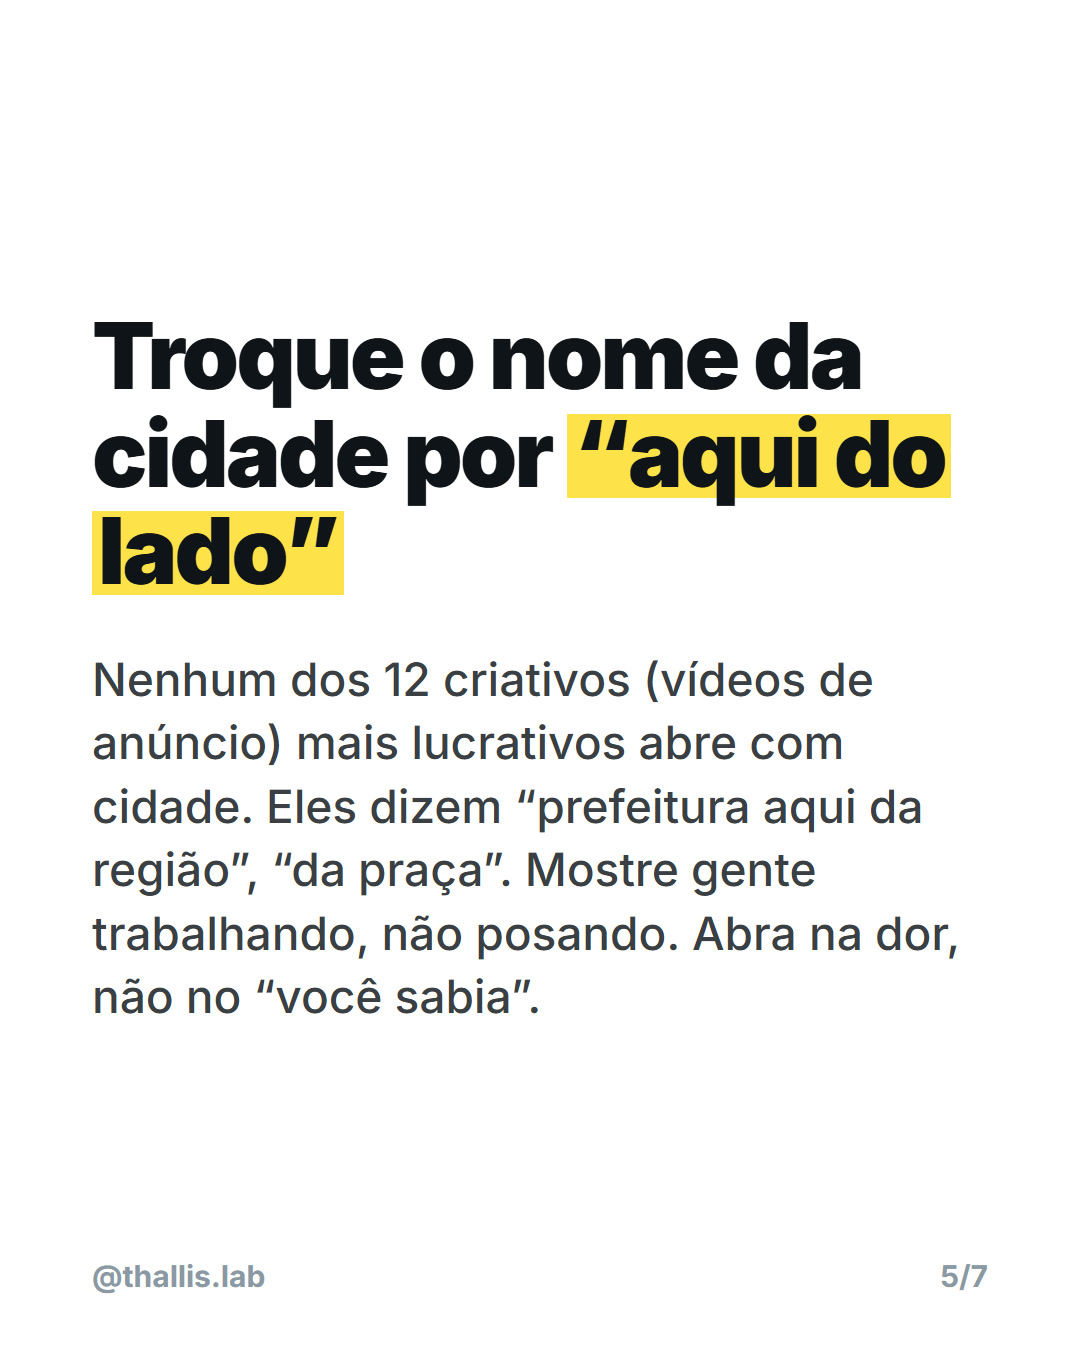 Troque o nome da
cidade por “aqui do
lado”
Nenhum dos 12 criativos (vídeos de
anúncio) mais lucrativos abre com
cidade. Eles dizem “prefeitura aqui da
região”, “da praça”. Mostre gente
trabalhando, não posando. Abra na dor,
não no “você sabia”.
@thallis.lab
5/7